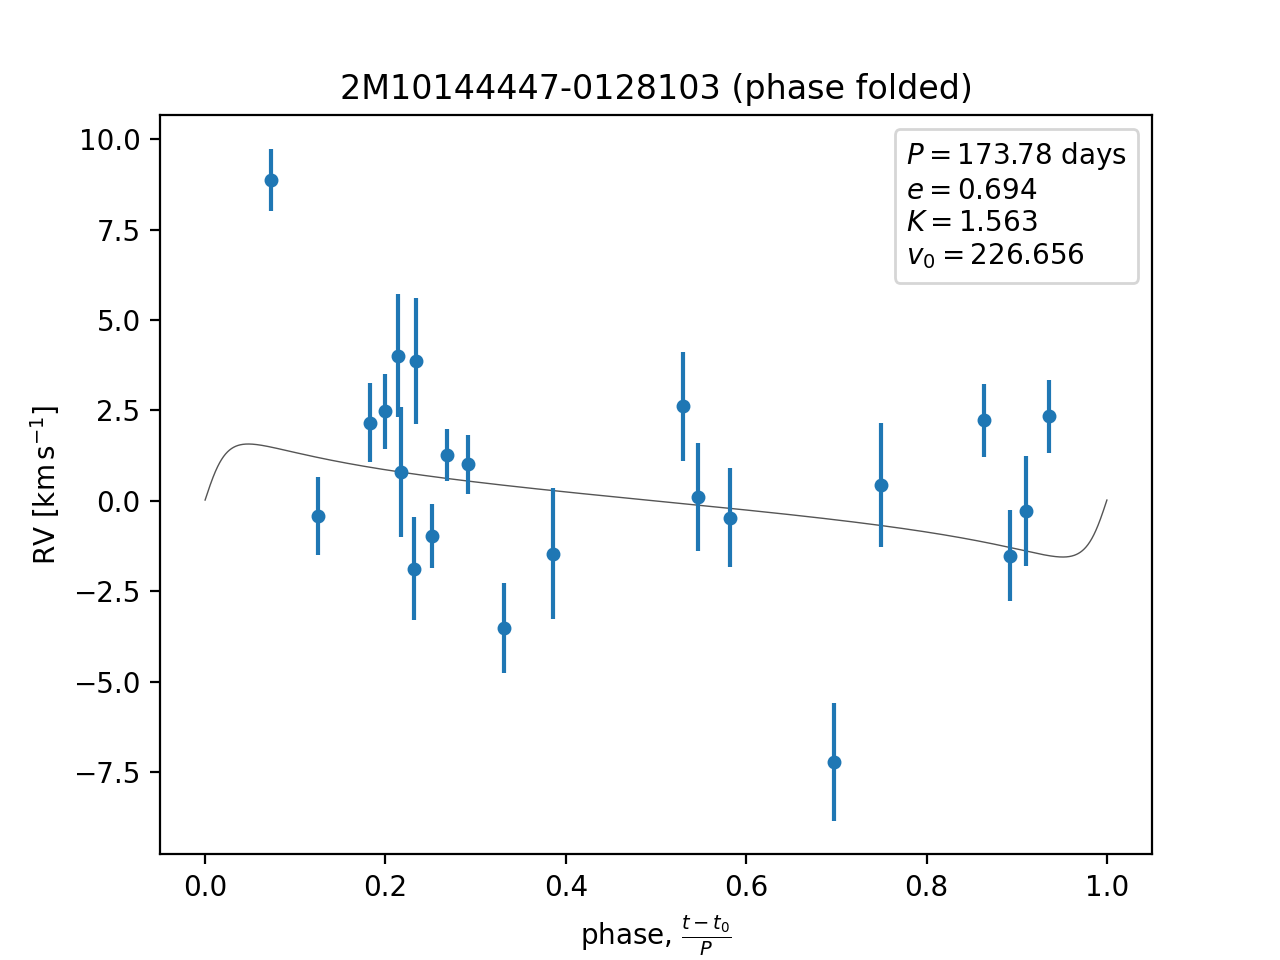 2M10144447-0128103 (phase folded)
P = 173.78 days
e = 0.694
K = 1.563
v₀ = 226.656
10.0
7.5
5.0
2.5
0.0
−2.5
−5.0
−7.5
RV [km s⁻¹]
0.0 0.2 0.4 0.6 0.8 1.0
phase, (t − t₀)/P